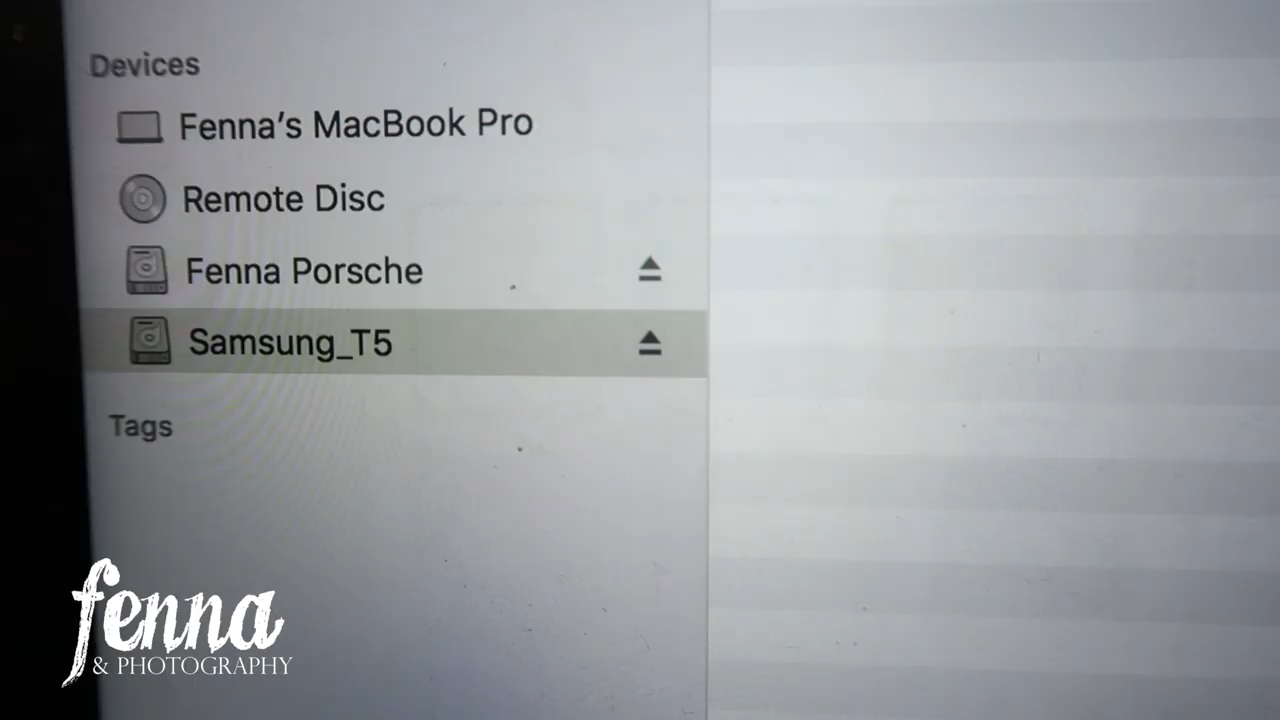 Devices
Fenna’s MacBook Pro
Remote Disc
Fenna Porsche
Samsung_T5
Tags
fenna
& PHOTOGRAPHY